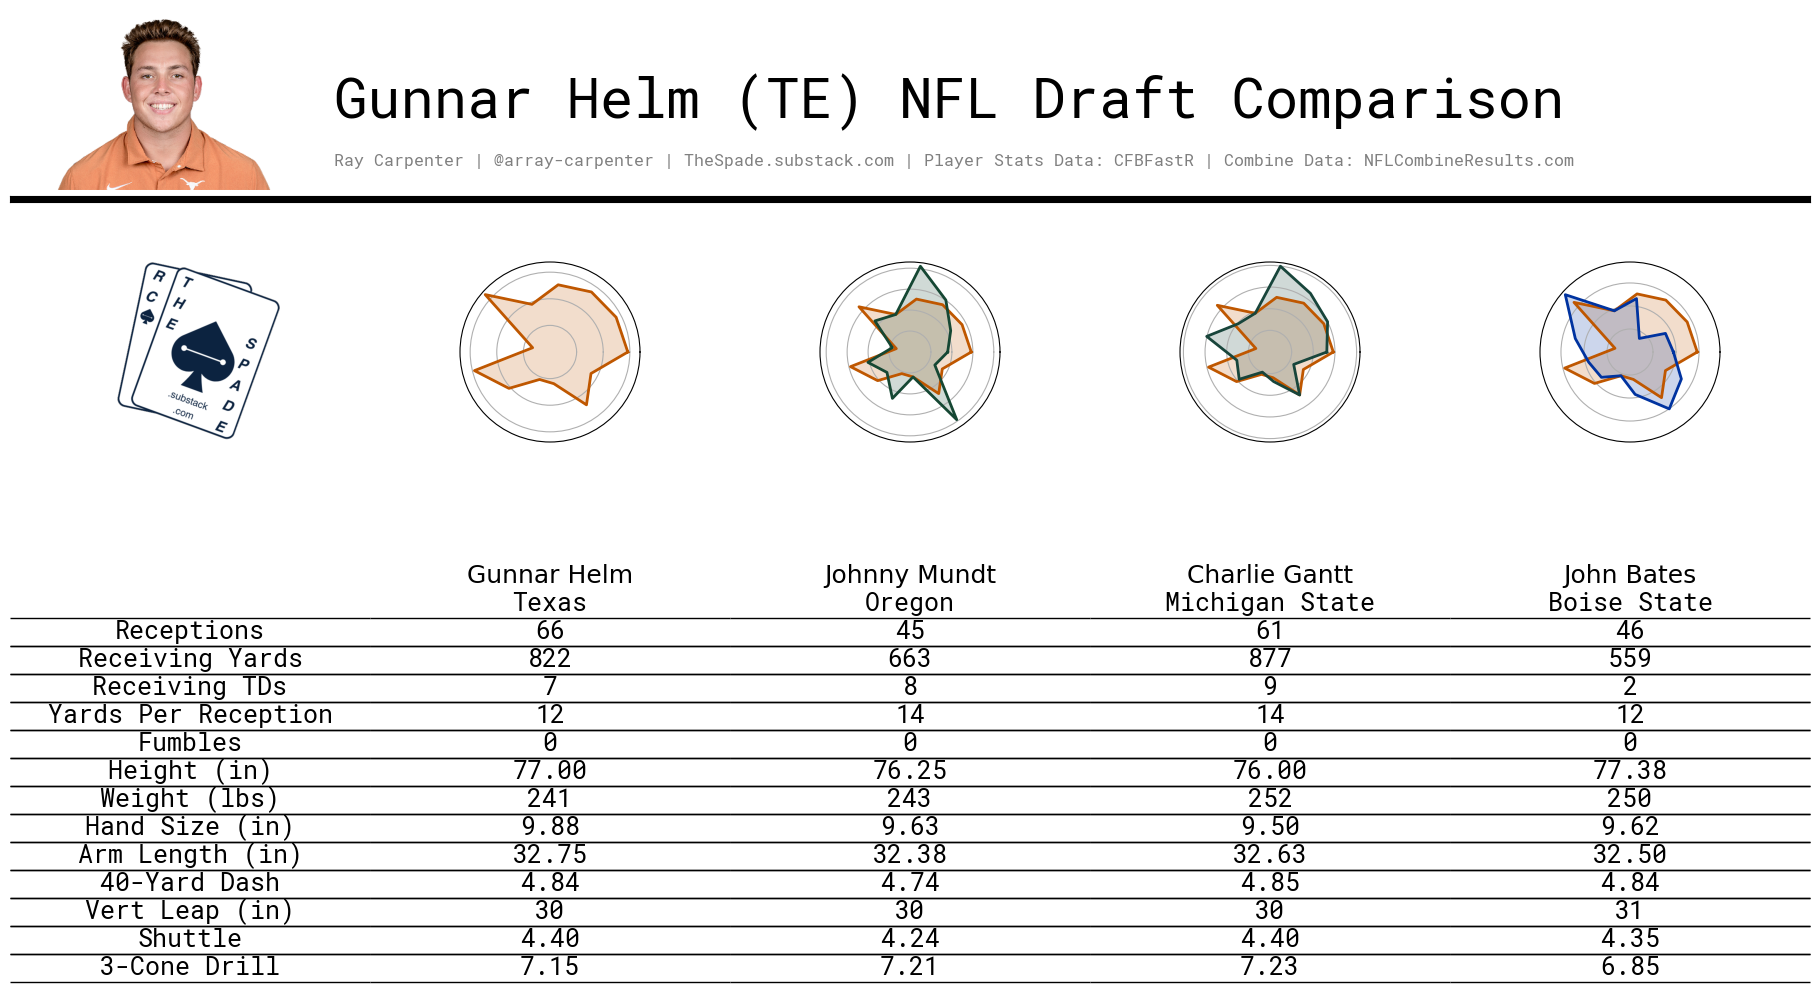 Gunnar Helm (TE) NFL Draft Comparison
Ray Carpenter | @array-carpenter | TheSpade.substack.com | Player Stats Data: CFBFastR | Combine Data: NFLCombineResults.com
R C
T H E
S P A D E
.substack
.com
Gunnar Helm Johnny Mundt Charlie Gantt John Bates
Texas Oregon Michigan State Boise State
Receptions 66 45 61 46
Receiving Yards 822 663 877 559
Receiving TDs 7 8 9 2
Yards Per Reception 12 14 14 12
Fumbles 0 0 0 0
Height (in) 77.00 76.25 76.00 77.38
Weight (lbs) 241 243 252 250
Hand Size (in) 9.88 9.63 9.50 9.62
Arm Length (in) 32.75 32.38 32.63 32.50
40-Yard Dash 4.84 4.74 4.85 4.84
Vert Leap (in) 30 30 30 31
Shuttle 4.40 4.24 4.40 4.35
3-Cone Drill 7.15 7.21 7.23 6.85